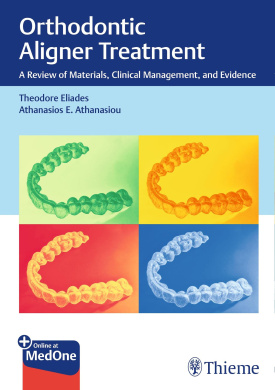 Orthodontic
Aligner Treatment
A Review of Materials, Clinical Management, and Evidence
Theodore Eliades
Athanasios E. Athanasiou
+ Online at
MedOne
Thieme